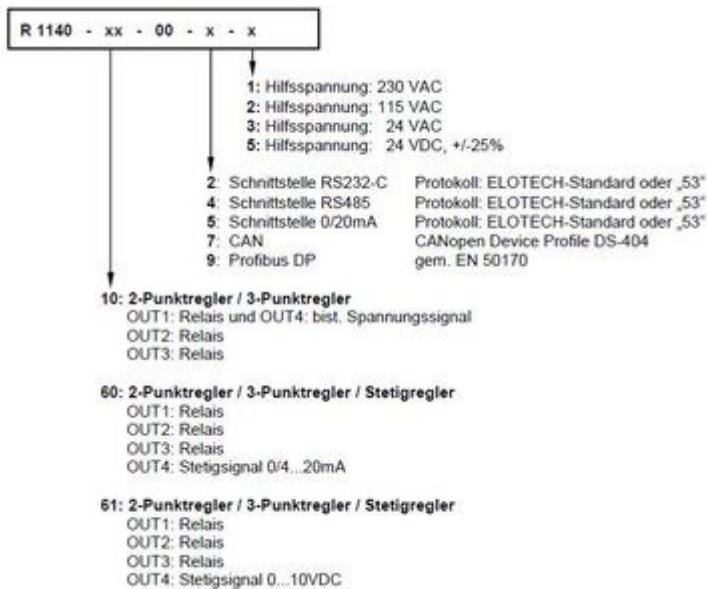 R 1140 - xx - 00 - x - x
1: Hilfsspannung: 230 VAC
2: Hilfsspannung: 115 VAC
3: Hilfsspannung: 24 VAC
5: Hilfsspannung: 24 VDC, +/-25%
2: Schnittstelle RS232-C Protokoll: ELOTECH-Standard oder „53"
4: Schnittstelle RS485 Protokoll: ELOTECH-Standard oder „53"
5: Schnittstelle 0/20mA Protokoll: ELOTECH-Standard oder „53"
7: CAN CANopen Device Profile DS-404
9: Profibus DP gem. EN 50170
10: 2-Punktregler / 3-Punktregler
OUT1: Relais und OUT4: bist. Spannungssignal
OUT2: Relais
OUT3: Relais
60: 2-Punktregler / 3-Punktregler / Stetigregler
OUT1: Relais
OUT2: Relais
OUT3: Relais
OUT4: Stetigsignal 0/4...20mA
61: 2-Punktregler / 3-Punktregler / Stetigregler
OUT1: Relais
OUT2: Relais
OUT3: Relais
OUT4: Stetigsignal 0...10VDC